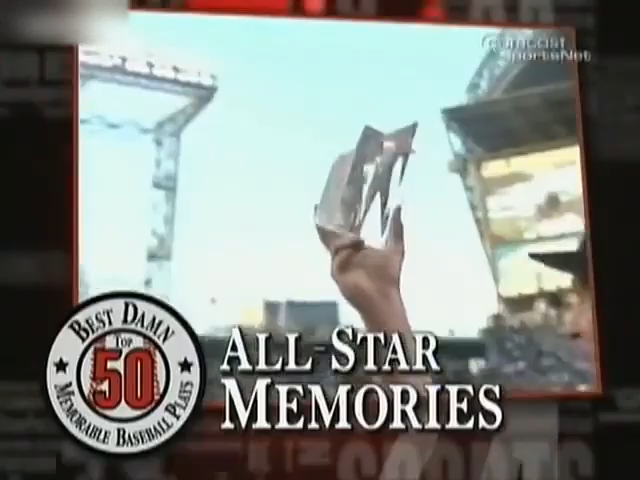 Comcast
SportsNet
BEST DAMN
TOP
50
MEMORABLE BASEBALL PLAYS
ALL-STAR
MEMORIES